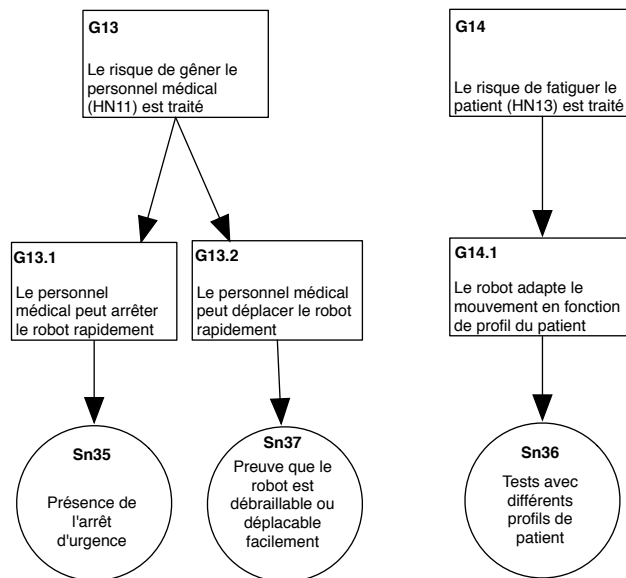 G13
Le risque de gêner le
personnel médical
(HN11) est traité
G14
Le risque de fatiguer le
patient (HN13) est traité
G13.1
Le personnel
médical peut arrêter
le robot rapidement
G13.2
Le personnel médical
peut déplacer le robot
rapidement
G14.1
Le robot adapte le
mouvement en fonction
de profil du patient
Sn35
Présence de
l'arrêt
d'urgence
Sn37
Preuve que le
robot est
débraillable ou
déplacable
facilement
Sn36
Tests avec
différents
profils de
patient